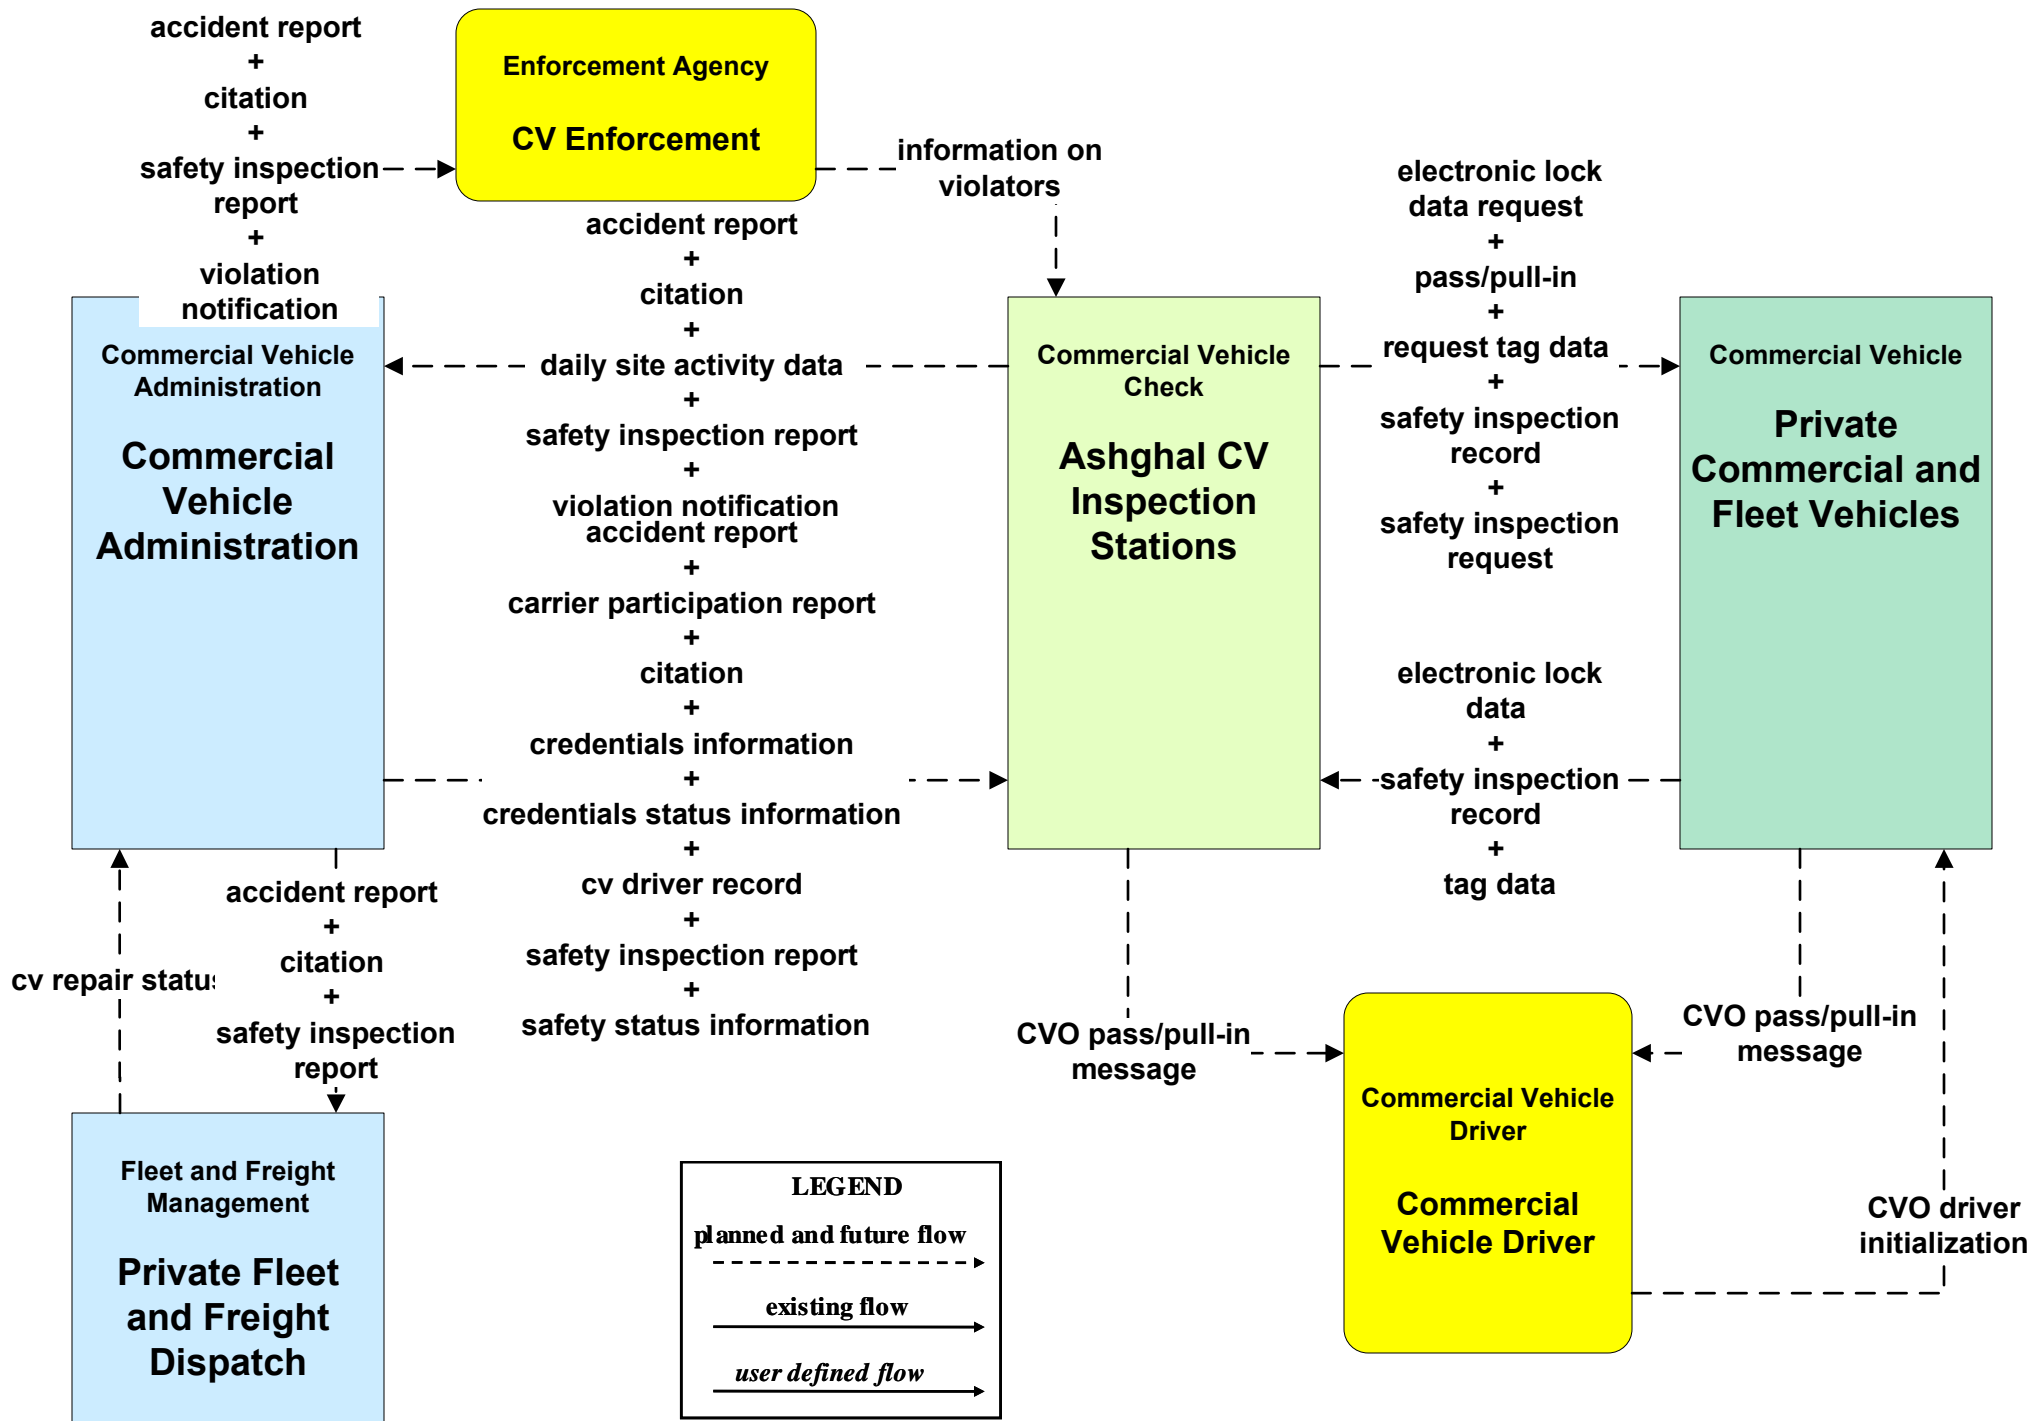 accident report
+
citation
+
safety inspection
report
+
violation
notification
Enforcement Agency
CV Enforcement
information on
violators
accident report
+
citation
+
daily site activity data
+
safety inspection report
+
violation notification
electronic lock
data request
+
pass/pull-in
+
request tag data
+
safety inspection
record
+
safety inspection
request
Commercial Vehicle
Administration
Commercial
Vehicle
Administration
Commercial Vehicle
Check
Ashghal CV
Inspection
Stations
Commercial Vehicle
Private
Commercial and
Fleet Vehicles
accident report
+
carrier participation report
+
citation
+
credentials information
+
credentials status information
+
cv driver record
+
safety inspection report
+
safety status information
electronic lock
data
+
safety inspection
record
+
tag data
cv repair status
accident report
+
citation
+
safety inspection
report
CVO pass/pull-in
message
CVO pass/pull-in
message
Commercial Vehicle
Driver
Commercial
Vehicle Driver
CVO driver
initialization
Fleet and Freight
Management
Private Fleet
and Freight
Dispatch
LEGEND
planned and future flow
existing flow
user defined flow